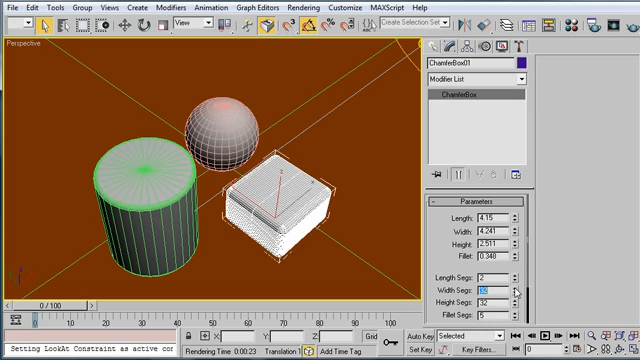 File Edit Tools Group Views Create Modifiers Animation Graph Editors Rendering Customize MAXScript Help
View
Create Selection Set
Perspective
ChamferBox01
Modifier List
ChamferBox
Parameters
Length: 4.15
Width: 4.241
Height: 2.511
Fillet: 0.348
Length Segs: 2
Width Segs: 32
Height Segs: 32
Fillet Segs: 5
0 / 100
0 10 20 30 40 50 60 70 80 90 100
Grid
Auto Key Selected
Setting LookAt Constraint as active cor
Rendering Time 0:00:23 Translation Add Time Tag
Set Key Key Filters... 0